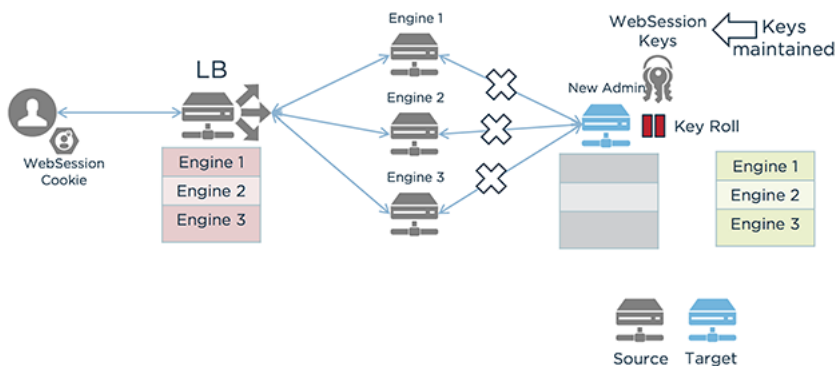 Engine 1
WebSession
Keys
Keys
maintained
LB
Engine 2
New Admin
Key Roll
WebSession
Cookie
Engine 1
Engine 2
Engine 3
Engine 3
Engine 1
Engine 2
Engine 3
Source
Target